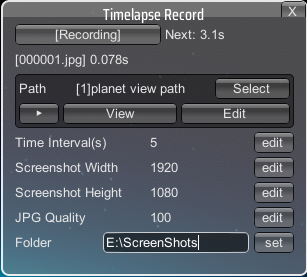 Timelapse Record X
[Recording] Next: 3.1s
[000001.jpg] 0.078s
Path [1]planet view path Select
View Edit
Time Interval(s) 5 edit
Screenshot Width 1920 edit
Screenshot Height 1080 edit
JPG Quality 100 edit
Folder E:\ScreenShots set